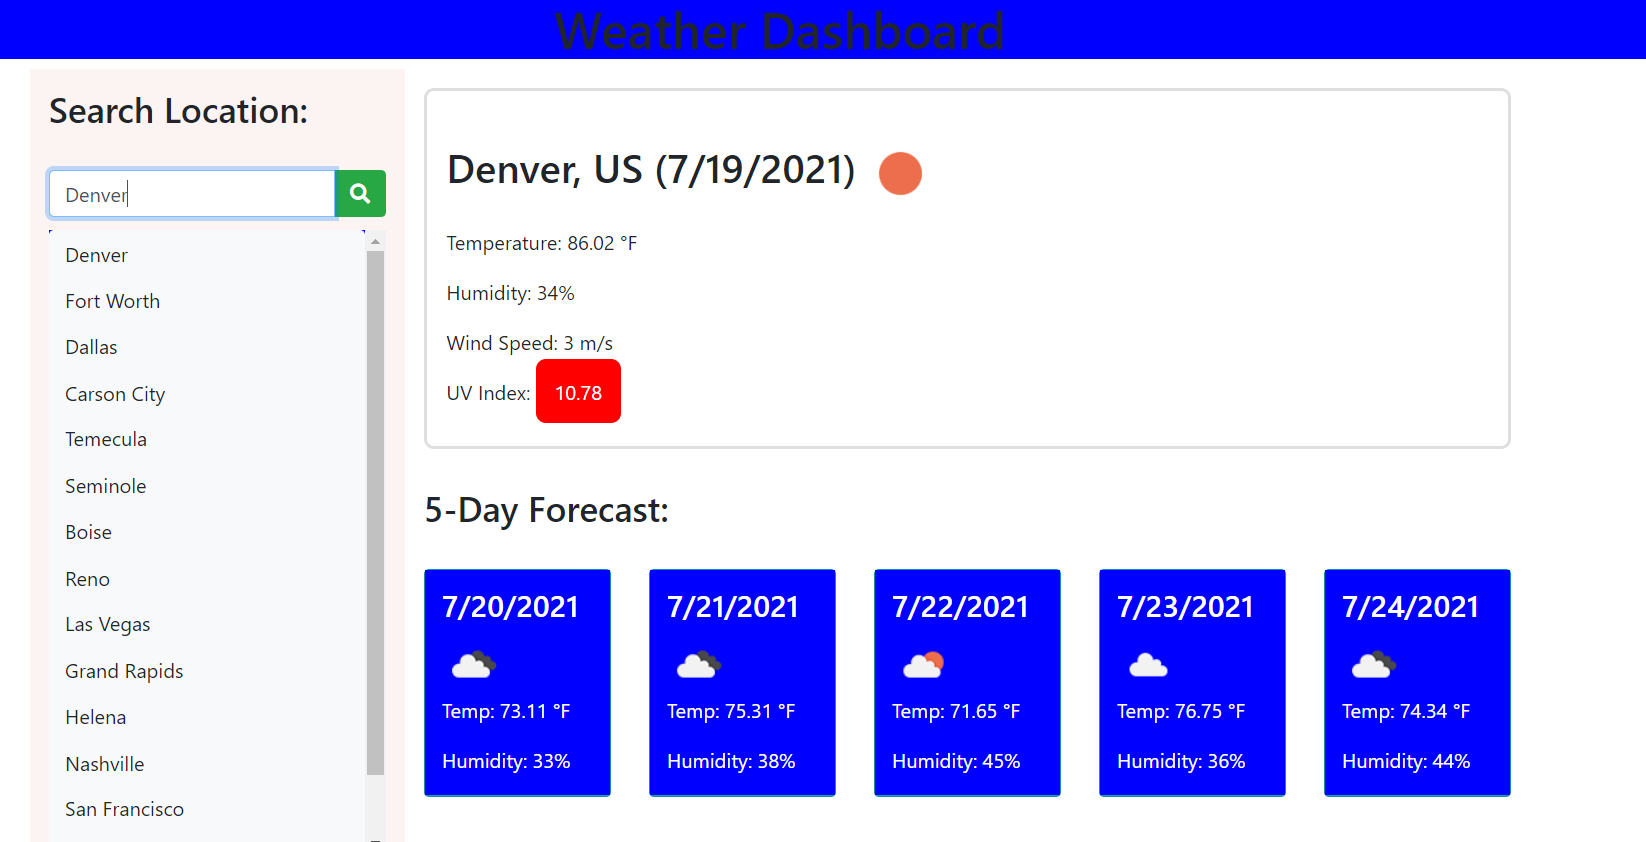 Weather Dashboard
Search Location:
Denver
Denver
Fort Worth
Dallas
Carson City
Temecula
Seminole
Boise
Reno
Las Vegas
Grand Rapids
Helena
Nashville
San Francisco
Denver, US (7/19/2021)
Temperature: 86.02 °F
Humidity: 34%
Wind Speed: 3 m/s
UV Index: 10.78
5-Day Forecast:
7/20/2021
Temp: 73.11 °F
Humidity: 33%
7/21/2021
Temp: 75.31 °F
Humidity: 38%
7/22/2021
Temp: 71.65 °F
Humidity: 45%
7/23/2021
Temp: 76.75 °F
Humidity: 36%
7/24/2021
Temp: 74.34 °F
Humidity: 44%